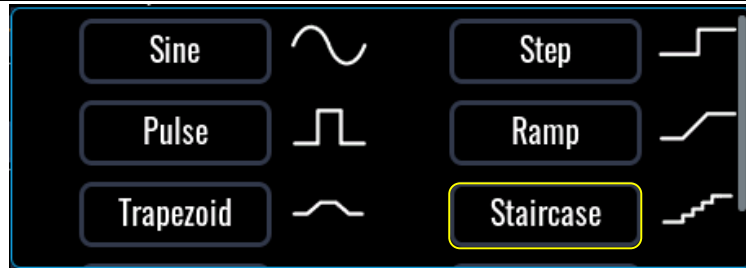 Sine
Step
Pulse
Ramp
Trapezoid
Staircase